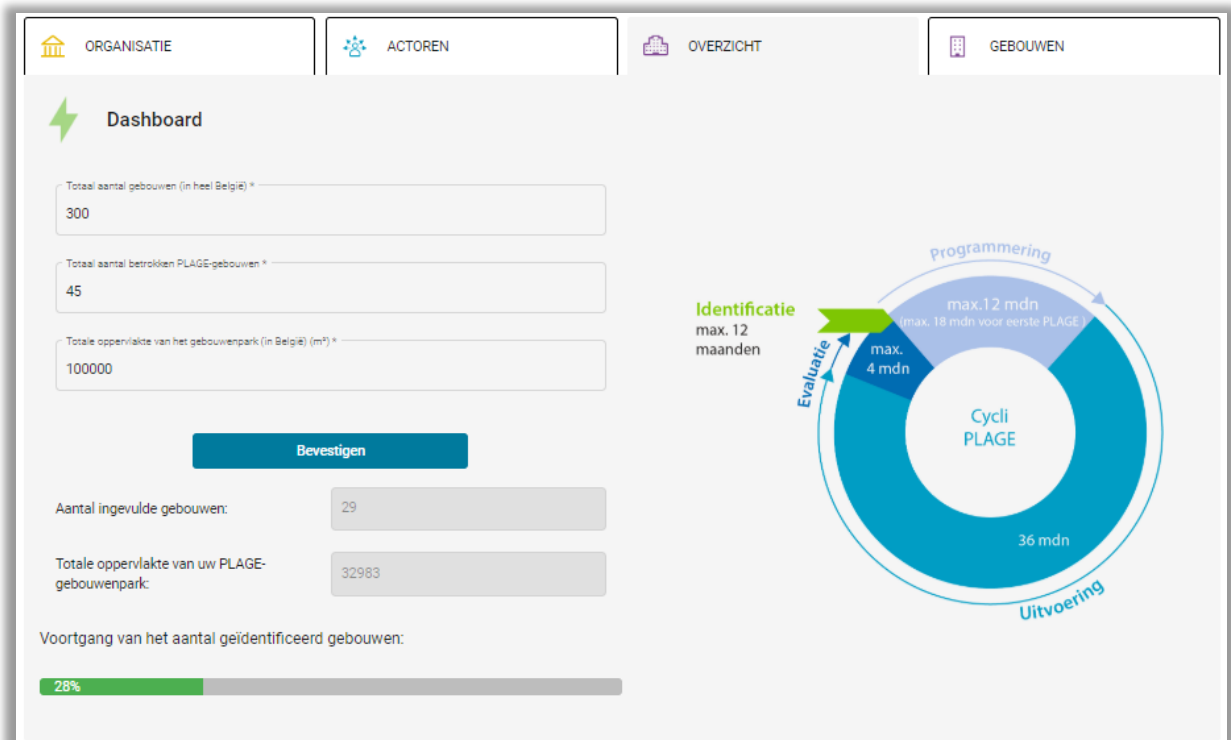 ORGANISATIE
ACTOREN
OVERZICHT
GEBOUWEN
Dashboard
Totaal aantal gebouwen (in heel België) *
300
Totaal aantal betrokken PLAGE-gebouwen *
45
Totale oppervlakte van het gebouwenpark (in België) (m²) *
100000
Bevestigen
Aantal ingevulde gebouwen:
29
Totale oppervlakte van uw PLAGE-
gebouwenpark:
32983
Voortgang van het aantal geïdentificeerd gebouwen:
28%
Programmering
max.12 mdn
(max. 18 mdn voor eerste PLAGE )
Identificatie
max. 12
maanden
Evaluatie
max.
4 mdn
Cycli
PLAGE
36 mdn
Uitvoering